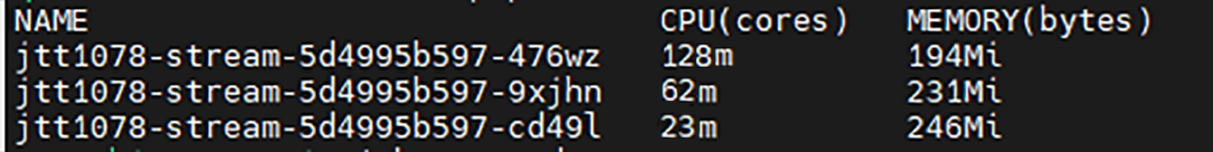 NAME CPU(cores) MEMORY(bytes)
jtt1078-stream-5d4995b597-476wz 128m 194Mi
jtt1078-stream-5d4995b597-9xjhn 62m 231Mi
jtt1078-stream-5d4995b597-cd49l 23m 246Mi